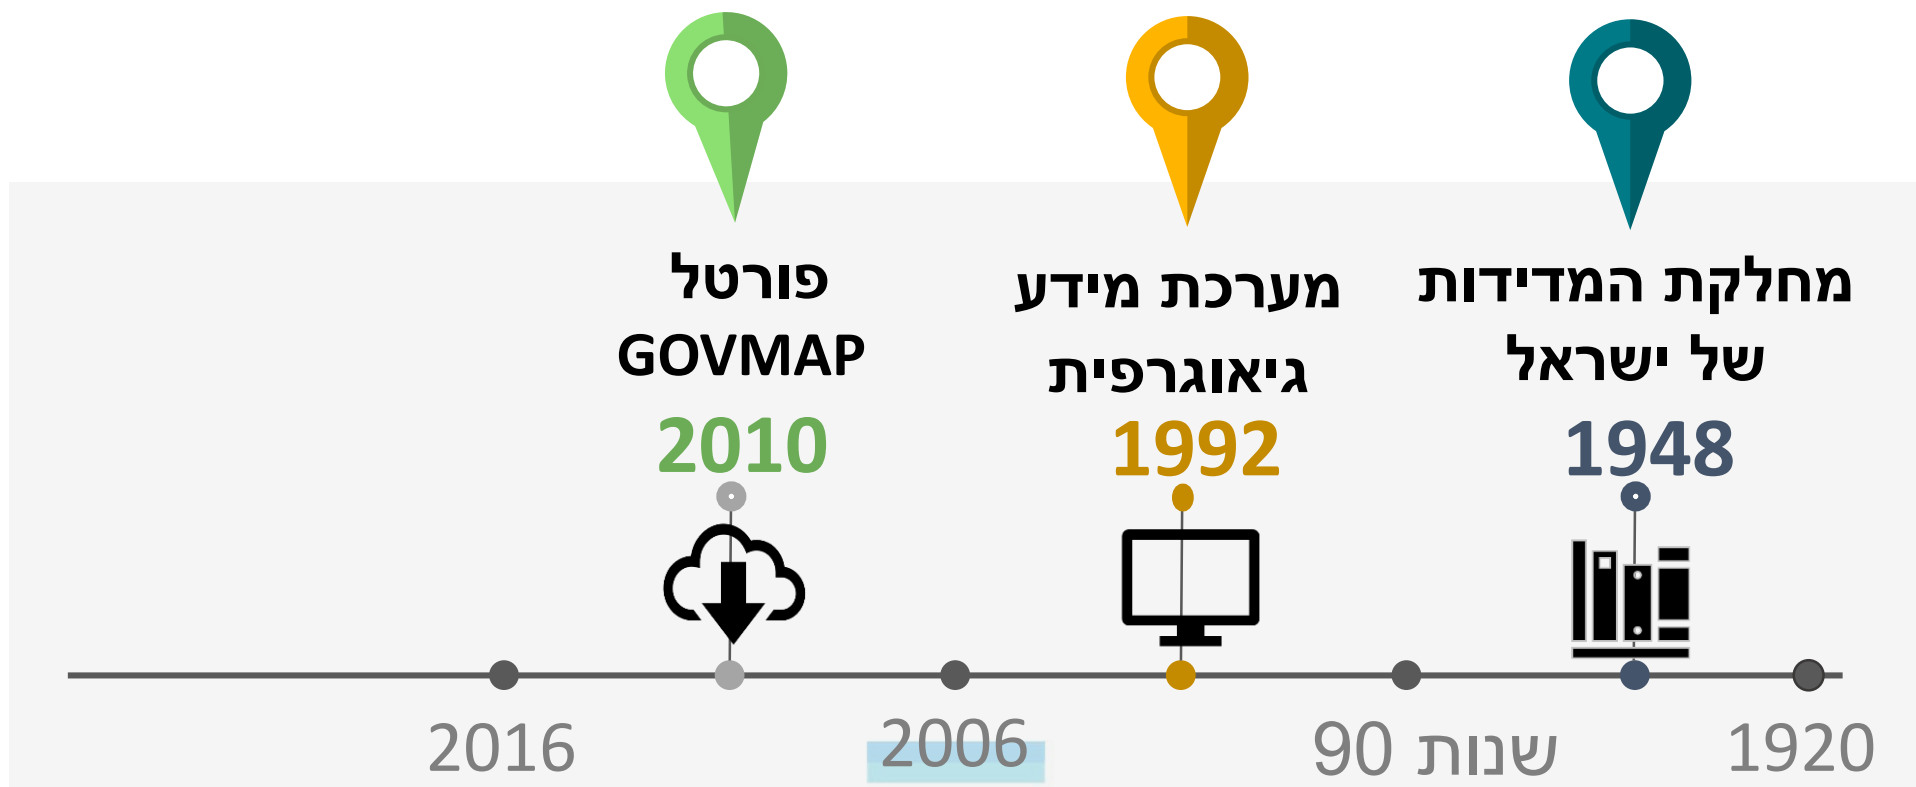 מחלקת המדידות
של ישראל
1948
מערכת מידע
גיאוגרפית
1992
פורטל
GOVMAP
2010
1920
שנות 90
2006
2016